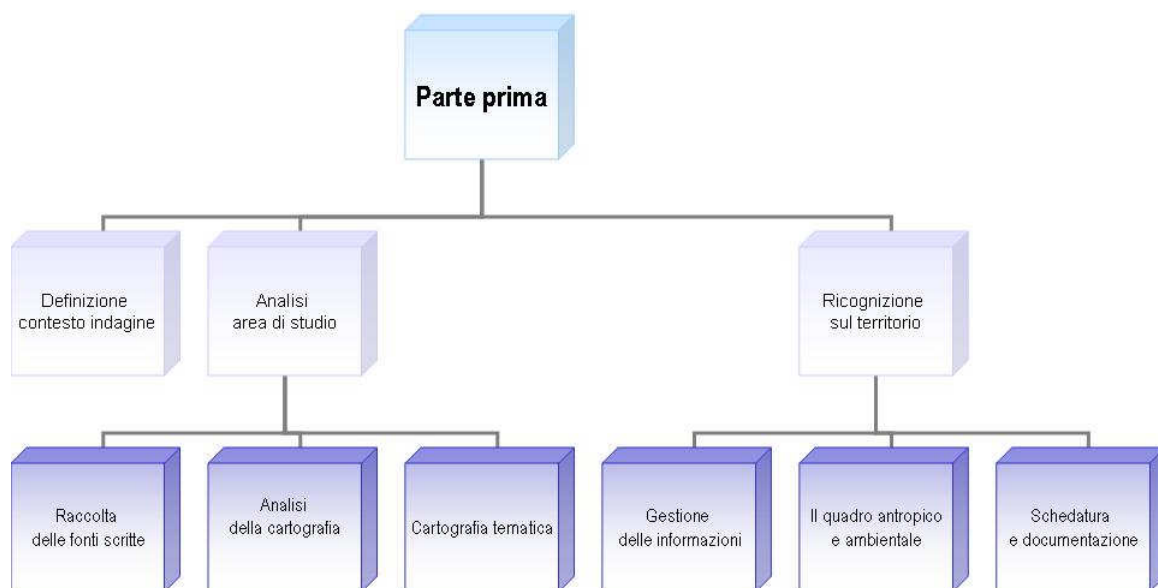 Parte prima
Definizione
contesto indagine
Analisi
area di studio
Ricognizione
sul territorio
Raccolta
delle fonti scritte
Analisi
della cartografia
Cartografia tematica
Gestione
delle informazioni
Il quadro antropico
e ambientale
Schedatura
e documentazione